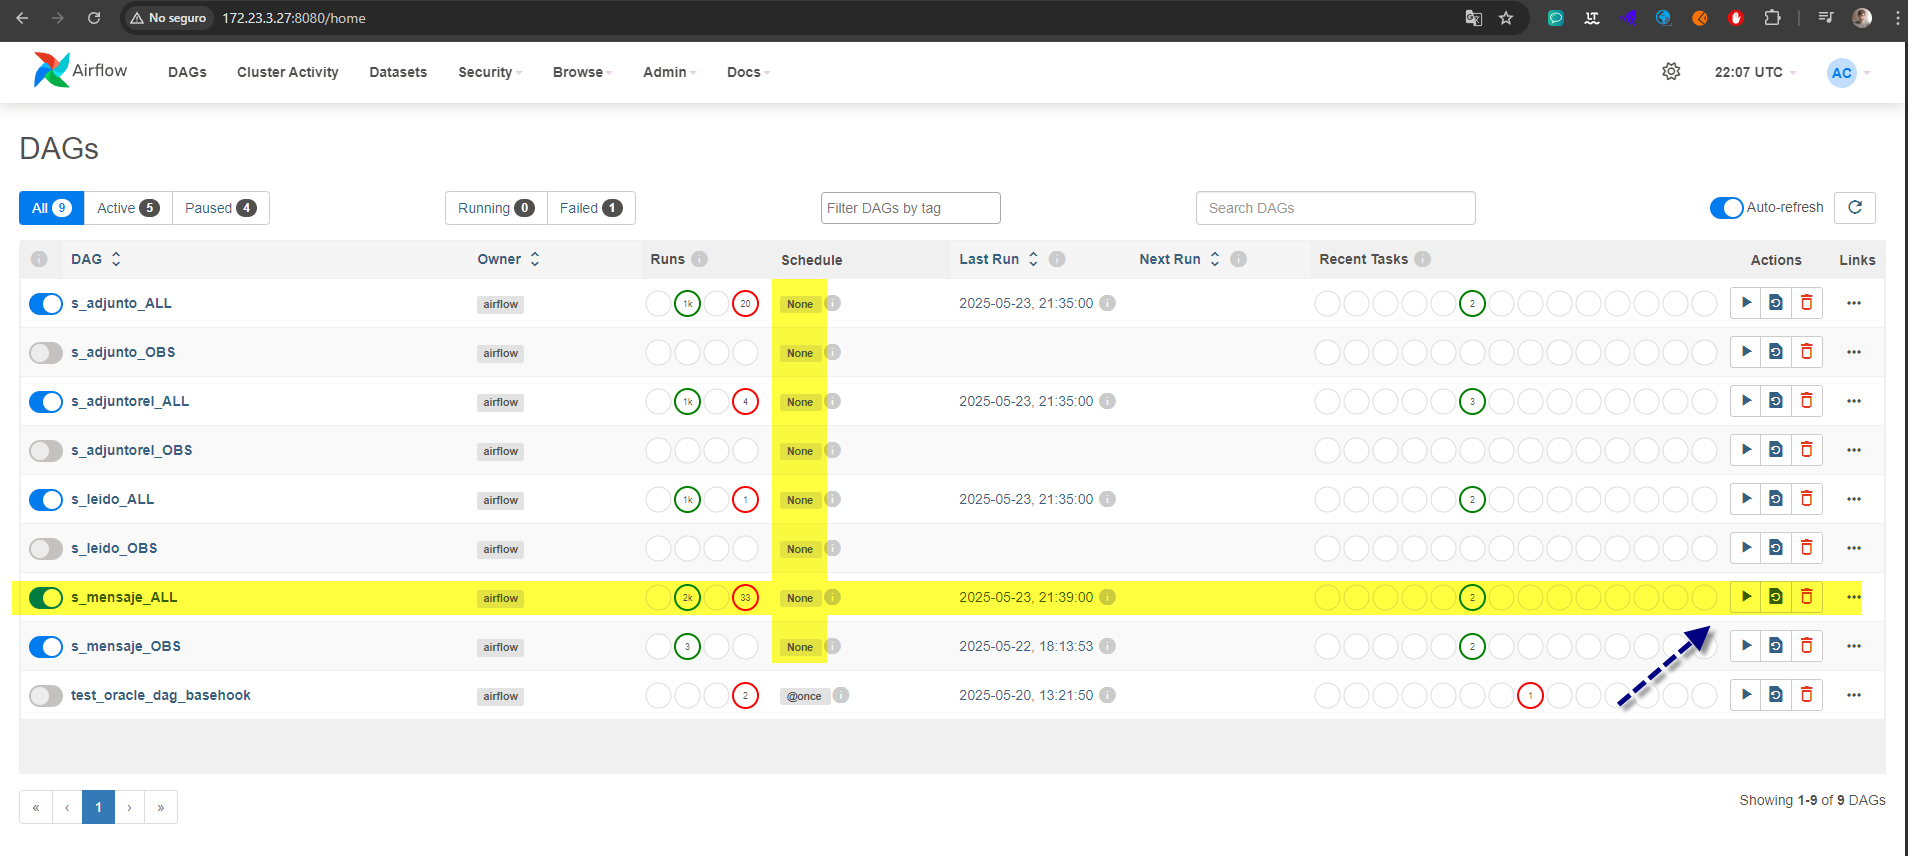 No seguro 172.23.3.27:8080/home
Airflow DAGs Cluster Activity Datasets Security Browse Admin Docs 22:07 UTC AC
DAGs
All 9 Active 5 Paused 4 Running 0 Failed 1 Filter DAGs by tag Search DAGs Auto-refresh
DAG Owner Runs Schedule Last Run Next Run Recent Tasks Actions Links
s_adjunto_ALL airflow 1k 20 None 2025-05-23, 21:35:00 2
s_adjunto_OBS airflow None
s_adjuntorel_ALL airflow 1k 4 None 2025-05-23, 21:35:00 3
s_adjuntorel_OBS airflow None
s_leido_ALL airflow 1k 1 None 2025-05-23, 21:35:00 2
s_leido_OBS airflow None
s_mensaje_ALL airflow 2k 33 None 2025-05-23, 21:39:00 2
s_mensaje_OBS airflow 3 None 2025-05-22, 18:13:53 2
test_oracle_dag_basehook airflow 2 @once 2025-05-20, 13:21:50 1
« ‹ 1 › » Showing 1-9 of 9 DAGs